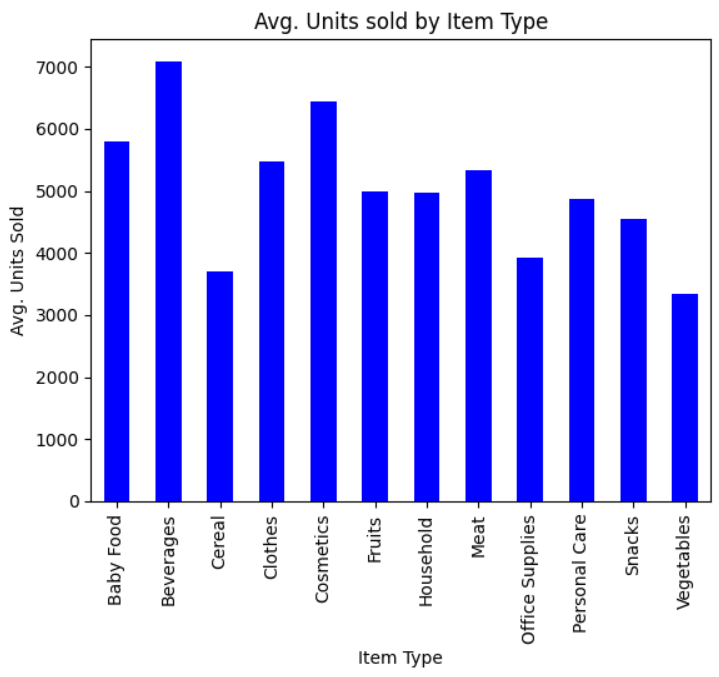 Avg. Units sold by Item Type
Avg. Units Sold
7000
6000
5000
4000
3000
2000
1000
0
Baby Food
Beverages
Cereal
Clothes
Cosmetics
Fruits
Household
Meat
Office Supplies
Personal Care
Snacks
Vegetables
Item Type